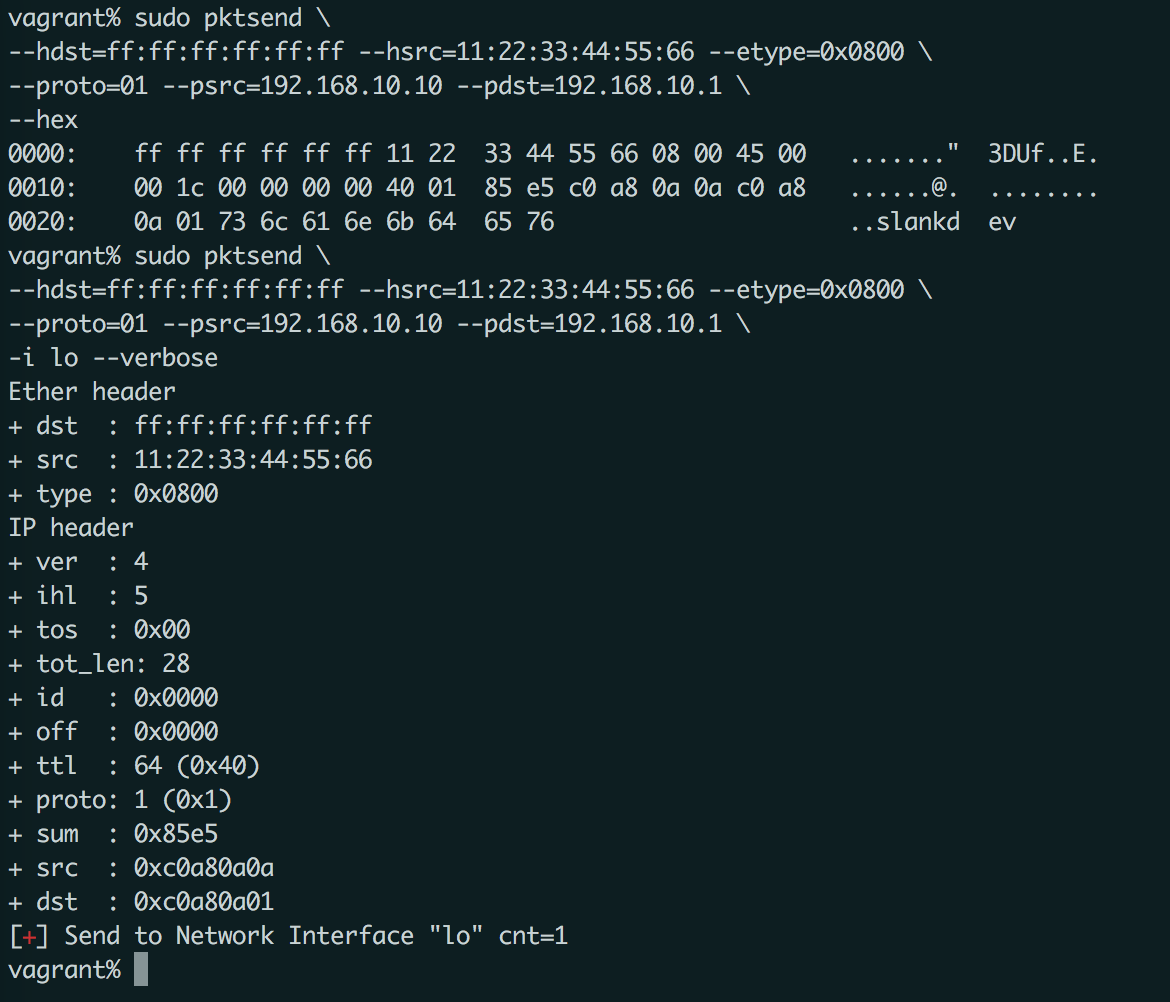 vagrant% sudo pktsend \
--hdst=ff:ff:ff:ff:ff:ff --hsrc=11:22:33:44:55:66 --etype=0x0800 \
--proto=01 --psrc=192.168.10.10 --pdst=192.168.10.1 \
--hex
0000:    ff ff ff ff ff ff 11 22  33 44 55 66 08 00 45 00   ......."  3DUf..E.
0010:    00 1c 00 00 00 00 40 01  85 e5 c0 a8 0a 0a c0 a8   ......@.  ........
0020:    0a 01 73 6c 61 6e 6b 64  65 76                     ..slankd  ev
vagrant% sudo pktsend \
--hdst=ff:ff:ff:ff:ff:ff --hsrc=11:22:33:44:55:66 --etype=0x0800 \
--proto=01 --psrc=192.168.10.10 --pdst=192.168.10.1 \
-i lo --verbose
Ether header
+ dst  : ff:ff:ff:ff:ff:ff
+ src  : 11:22:33:44:55:66
+ type : 0x0800
IP header
+ ver  : 4
+ ihl  : 5
+ tos  : 0x00
+ tot_len: 28
+ id   : 0x0000
+ off  : 0x0000
+ ttl  : 64 (0x40)
+ proto: 1 (0x1)
+ sum  : 0x85e5
+ src  : 0xc0a80a0a
+ dst  : 0xc0a80a01
[+] Send to Network Interface "lo" cnt=1
vagrant%